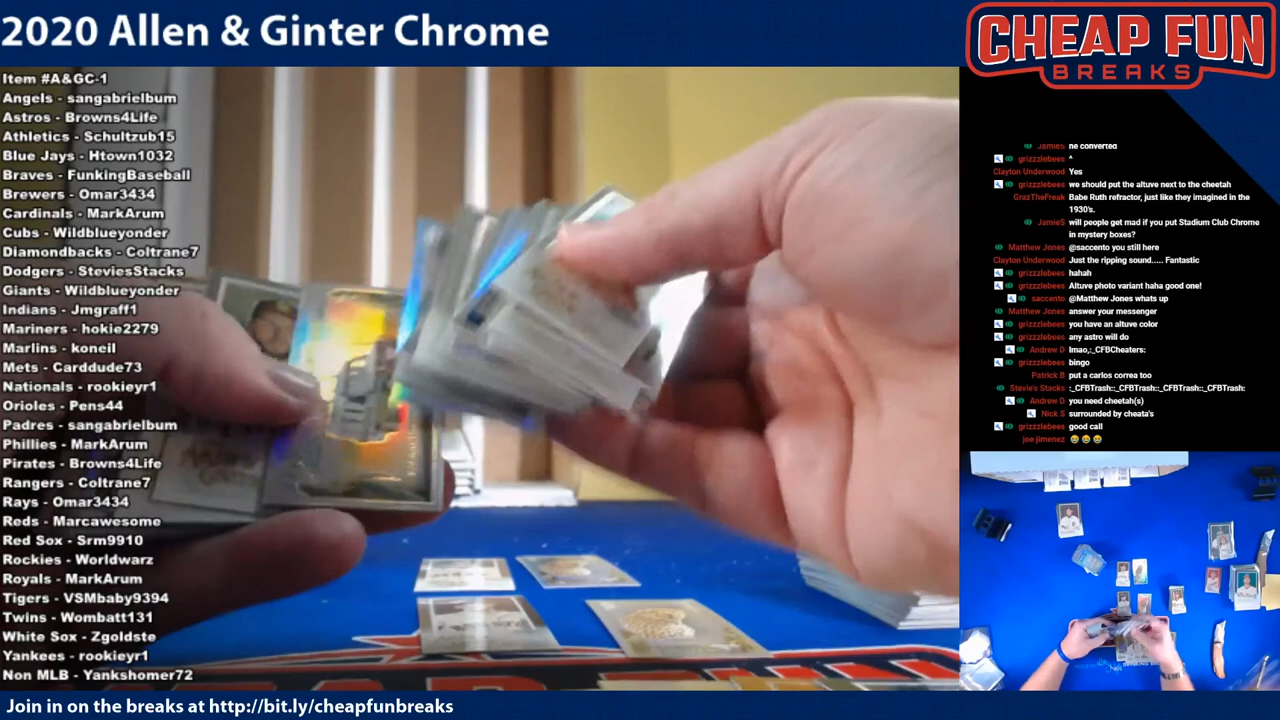 2020 Allen & Ginter Chrome
CHEAP FUN
BREAKS
Item #A&GC-1
Angels - sangabrielbum
Astros - Browns4Life
Athletics - Schultzub15
Blue Jays - Htown1032
Braves - FunkingBaseball
Brewers - Omar3434
Cardinals - MarkArum
Cubs - Wildblueyonder
Diamondbacks - Coltrane7
Dodgers - SteviesStacks
Giants - Wildblueyonder
Indians - Jmgraff1
Mariners - hokie2279
Marlins - koneil
Mets - Carddude73
Nationals - rookieyr1
Orioles - Pens44
Padres - sangabrielbum
Phillies - MarkArum
Pirates - Browns4Life
Rangers - Coltrane7
Rays - Omar3434
Reds - Marcawesome
Red Sox - Srm9910
Rockies - Worldwarz
Royals - MarkArum
Tigers - VSMbaby9394
Twins - Wombatt131
White Sox - Zgoldste
Yankees - rookieyr1
Non MLB - Yankshomer72
JamieS ne converted
grizzzlebees ^
Clayton Underwood Yes
grizzzlebees we should put the altuve next to the cheetah
GrazTheFreak Babe Ruth refractor, just like they imagined in the
1930's.
JamieS will people get mad if you put Stadium Club Chrome
in mystery boxes?
Matthew Jones @saccento you still here
Clayton Underwood Just the ripping sound..... Fantastic
grizzzlebees hahah
grizzzlebees Altuve photo variant haha good one!
saccento @Matthew Jones whats up
Matthew Jones answer your messenger
grizzzlebees you have an altuve color
grizzzlebees any astro will do
Andrew D lmao,:_CFBCheaters:
grizzzlebees bingo
Patrick B put a carlos correa too
Stevie's Stacks :_CFBTrash::_CFBTrash::_CFBTrash::_CFBTrash:
Andrew D you need cheetah(s)
Nick S surrounded by cheata's
grizzzlebees good call
joe jimenez 😂😂😂
Join in on the breaks at http://bit.ly/cheapfunbreaks